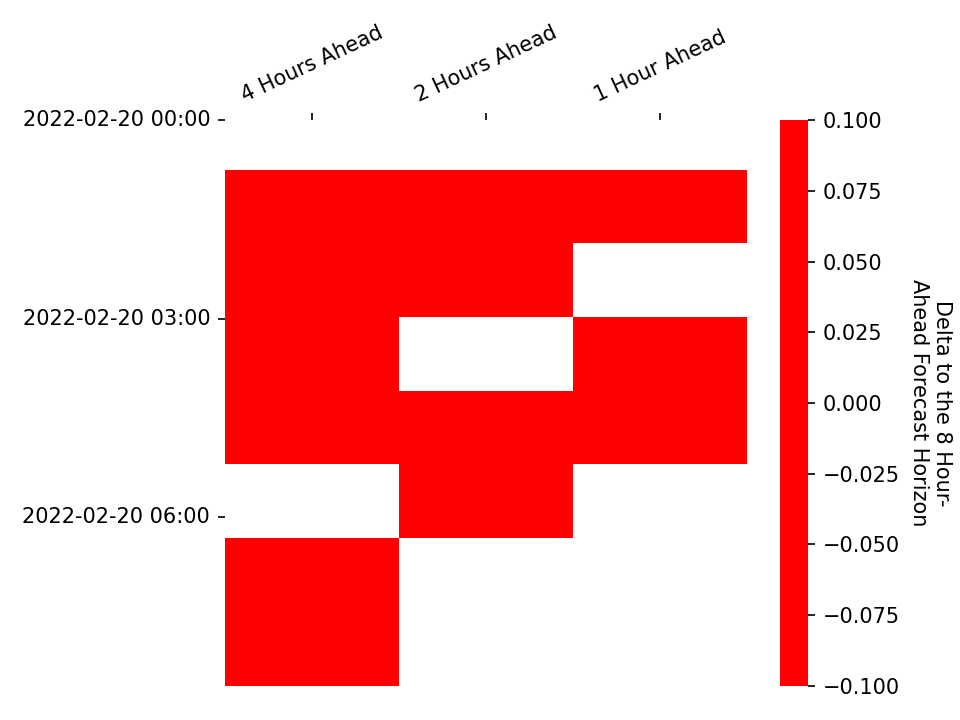 4 Hours Ahead
2 Hours Ahead
1 Hour Ahead
2022-02-20 00:00
2022-02-20 03:00
2022-02-20 06:00
0.100
0.075
0.050
0.025
0.000
−0.025
−0.050
−0.075
−0.100
Delta to the 8 Hour-
Ahead Forecast Horizon